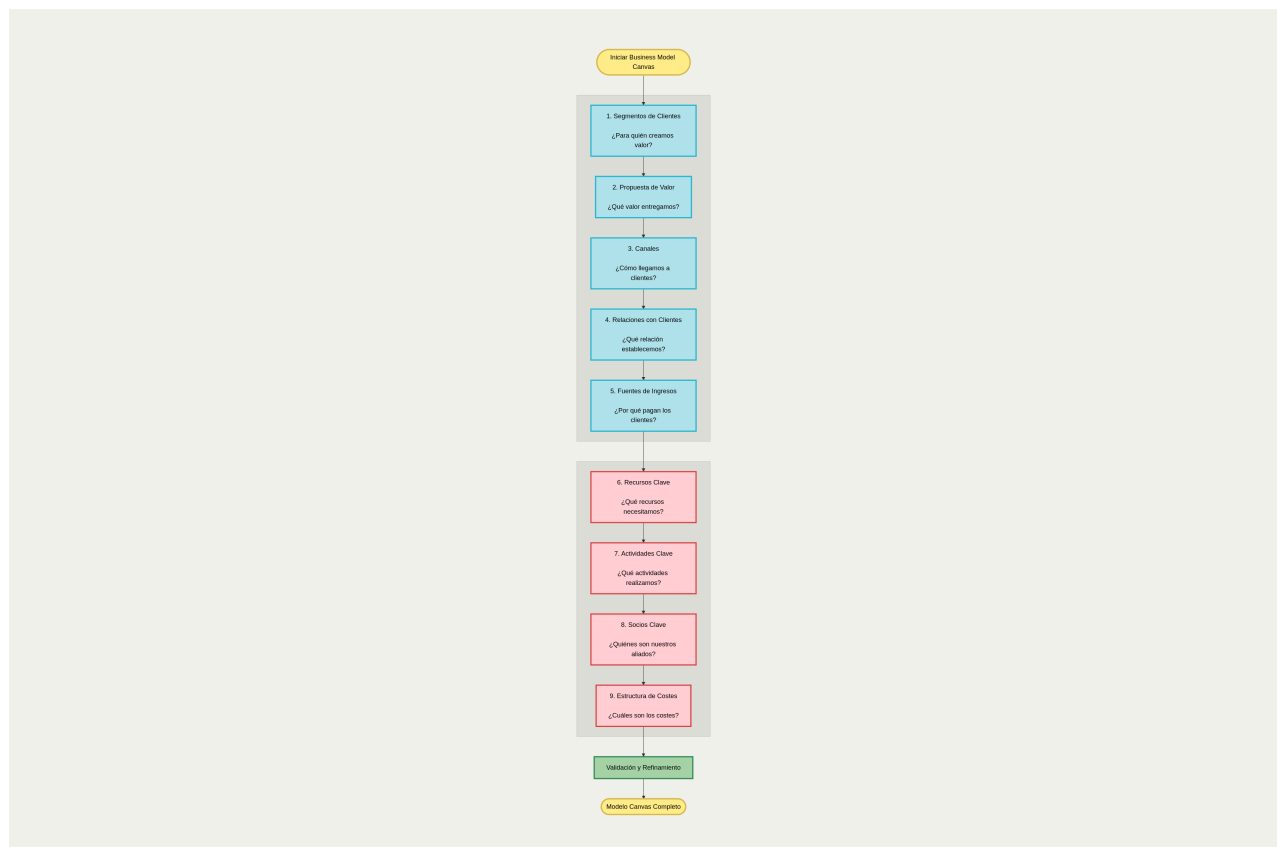 Iniciar Business Model
Canvas
1. Segmentos de Clientes
¿Para quién creamos
valor?
2. Propuesta de Valor
¿Qué valor entregamos?
3. Canales
¿Cómo llegamos a
clientes?
4. Relaciones con Clientes
¿Qué relación
establecemos?
5. Fuentes de Ingresos
¿Por qué pagan los
clientes?
6. Recursos Clave
¿Qué recursos
necesitamos?
7. Actividades Clave
¿Qué actividades
realizamos?
8. Socios Clave
¿Quiénes son nuestros
aliados?
9. Estructura de Costes
¿Cuáles son los costes?
Validación y Refinamiento
Modelo Canvas Completo